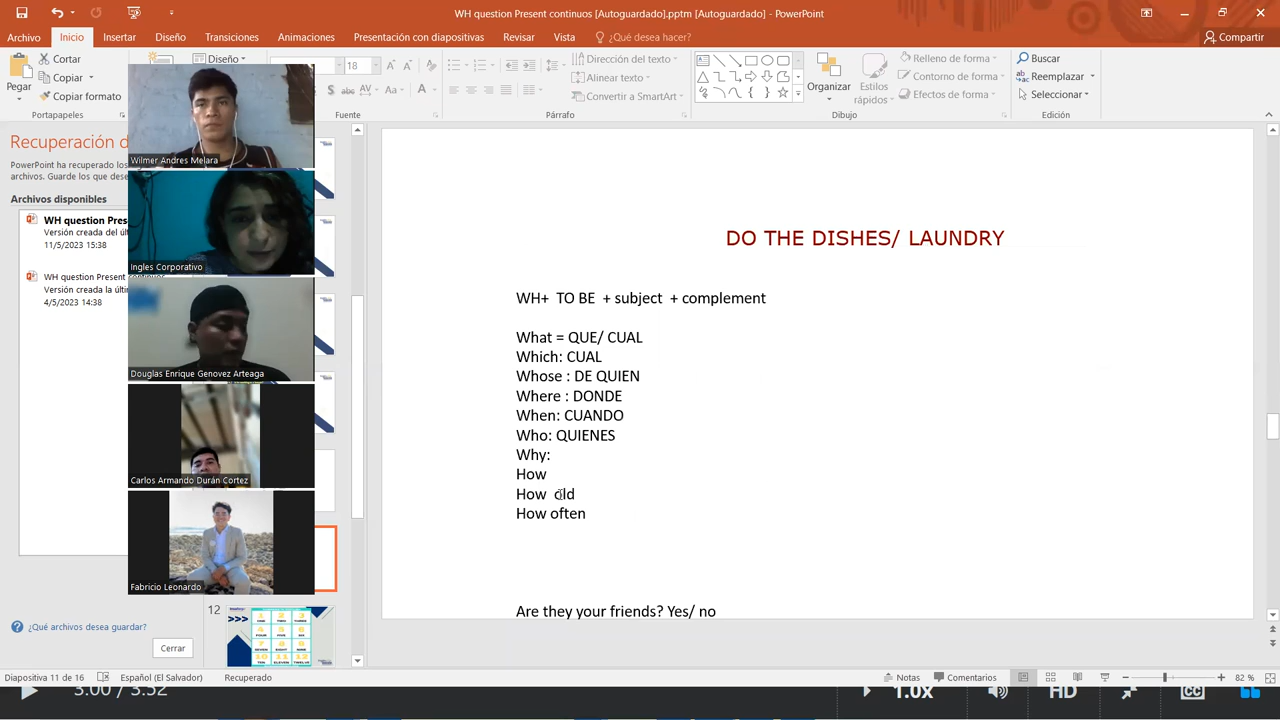 WH question Present continuos [Autoguardado].pptm [Autoguardado] - PowerPoint
Archivo Inicio Insertar Diseño Transiciones Animaciones Presentación con diapositivas Revisar Vista ¿Qué desea hacer? Compartir
Cortar
Copiar
Copiar formato
Pegar
Diseño
18
Dirección del texto
Alinear texto
Convertir a SmartArt
Organizar
Estilos rápidos
Relleno de forma
Contorno de forma
Efectos de forma
Buscar
Reemplazar
Seleccionar
Portapapeles Fuente Párrafo Dibujo Edición
Recuperación d
PowerPoint ha recuperado los
archivos. Guarde los que dese
Archivos disponibles
WH question Pres
Versión creada del últ
11/5/2023 15:38
WH question Present continuos
Versión creada la últin
4/5/2023 14:38
¿Qué archivos desea guardar?
Cerrar
Wilmer Andres Melara
Ingles Corporativo
Douglas Enrique Genovez Arteaga
Carlos Armando Durán Cortez
Fabricio Leonardo
12
DO THE DISHES/ LAUNDRY
WH+ TO BE + subject + complement
What = QUE/ CUAL
Which: CUAL
Whose : DE QUIEN
Where : DONDE
When: CUANDO
Who: QUIENES
Why:
How
How old
How often
Are they your friends? Yes/ no
Diapositiva 11 de 16 Español (El Salvador) Recuperado Notas Comentarios 82 %
3:00 / 3:52 1.0x HD CC